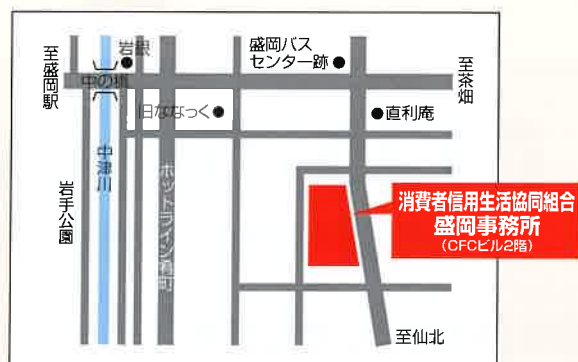 至盛岡駅
岩銀
盛岡バス
センター跡
至茶畑
中の橋
旧ななっく
直利庵
中津川
岩手公園
ホットライン肴町
消費者信用生活協同組合
盛岡事務所
(CFCビル2階)
至仙北